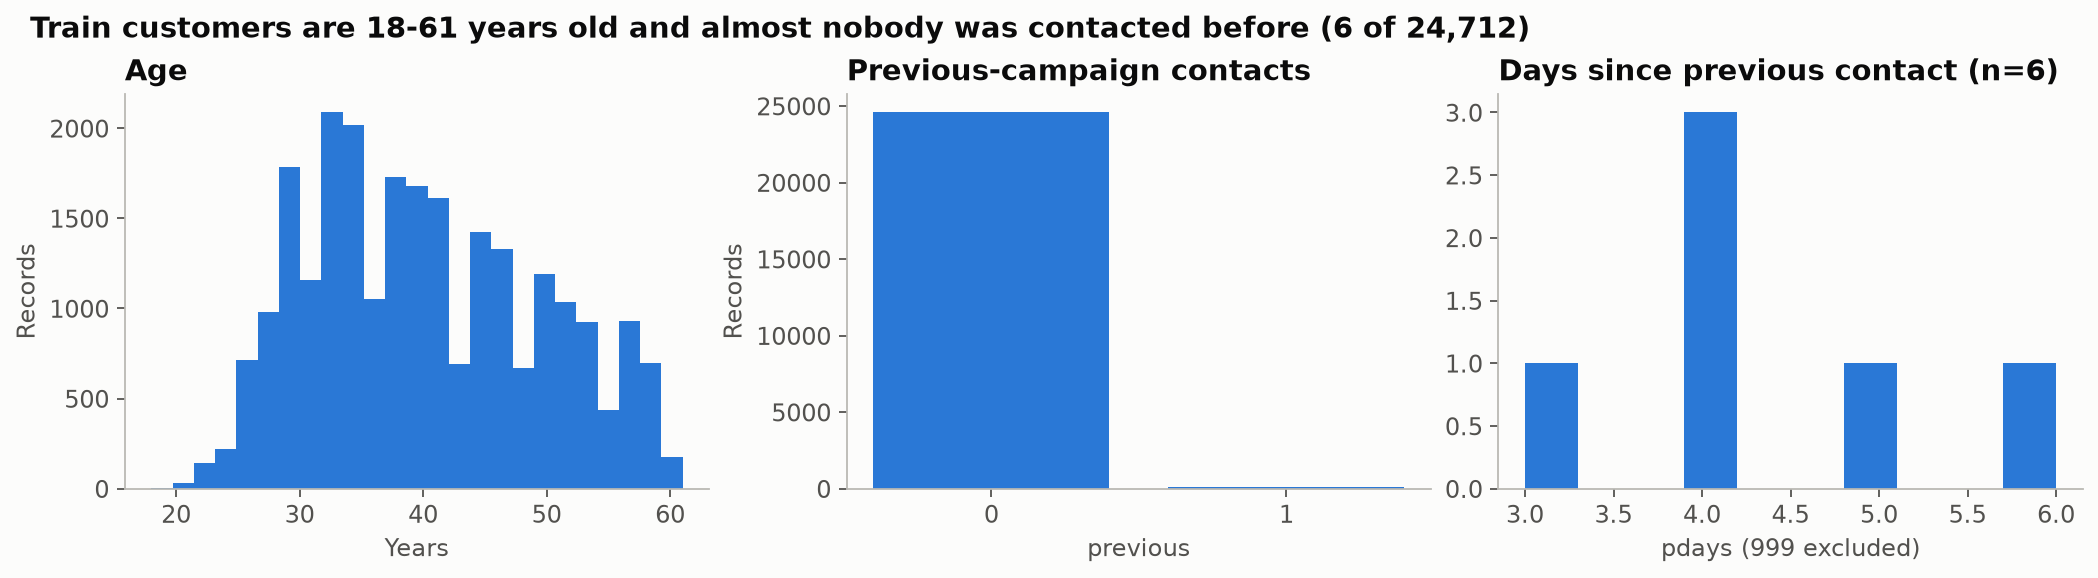 Train customers are 18-61 years old and almost nobody was contacted before (6 of 24,712)
Age
Records
2000
1500
1000
500
0
20 30 40 50 60
Years
Previous-campaign contacts
Records
25000
20000
15000
10000
5000
0
0 1
previous
Days since previous contact (n=6)
3.0
2.5
2.0
1.5
1.0
0.5
0.0
3.0 3.5 4.0 4.5 5.0 5.5 6.0
pdays (999 excluded)